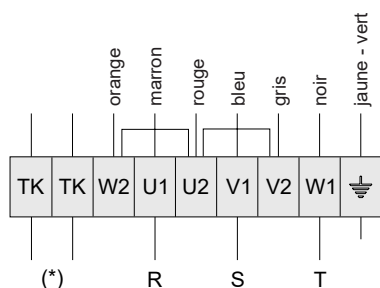 orange marron rouge bleu gris noir jaune - vert
TK TK W2 U1 U2 V1 V2 W1
(*) R S T